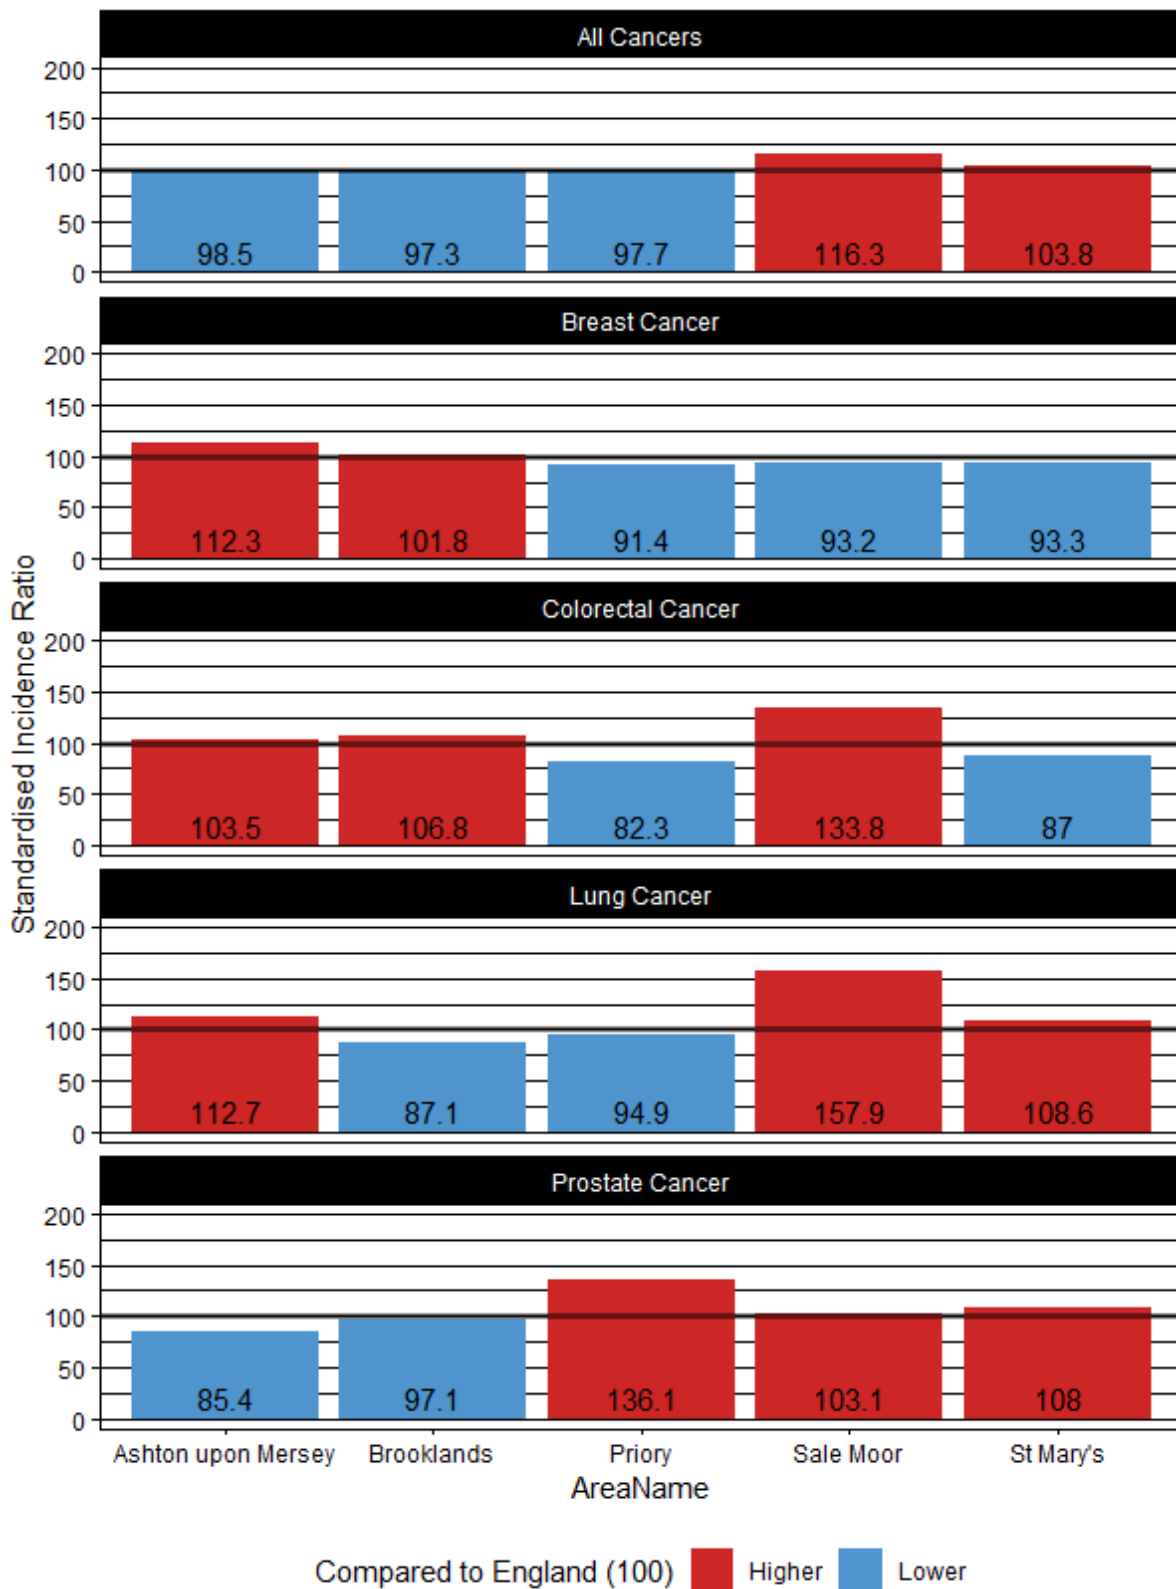 All Cancers
200
150
100
50
0
98.5 97.3 97.7 116.3 103.8
Breast Cancer
200
150
100
50
0
112.3 101.8 91.4 93.2 93.3
Colorectal Cancer
200
150
100
50
0
103.5 106.8 82.3 133.8 87
Lung Cancer
200
150
100
50
0
112.7 87.1 94.9 157.9 108.6
Prostate Cancer
200
150
100
50
0
85.4 97.1 136.1 103.1 108
Standardised Incidence Ratio
Ashton upon Mersey Brooklands Priory Sale Moor St Mary's
AreaName
Compared to England (100) Higher Lower